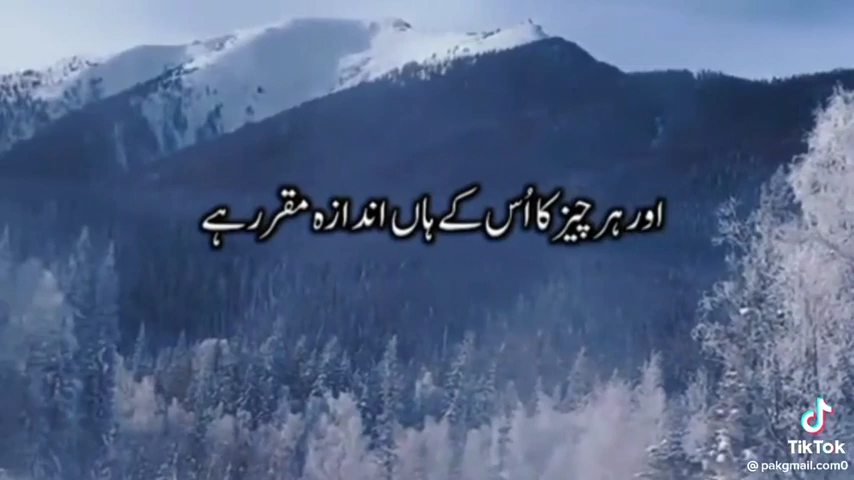 اور ہر چیز کا اُس کے ہاں اندازہ مقرر ہے
TikTok
@ pakgmail.com0